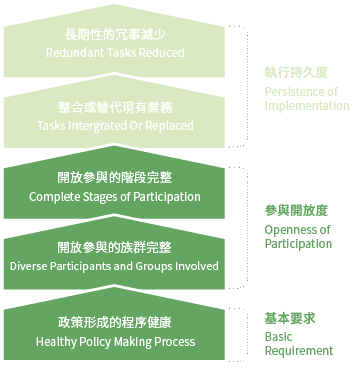 長期性的冗事減少
Redundant Tasks Reduced
整合或替代現有業務
Tasks Intergrated Or Replaced
執行持久度
Persistence of
Implementation
開放參與的階段完整
Complete Stages of Participation
開放參與的族群完整
Diverse Participants and Groups Involved
參與開放度
Openness of
Participation
政策形成的程序健康
Healthy Policy Making Process
基本要求
Basic
Requirement